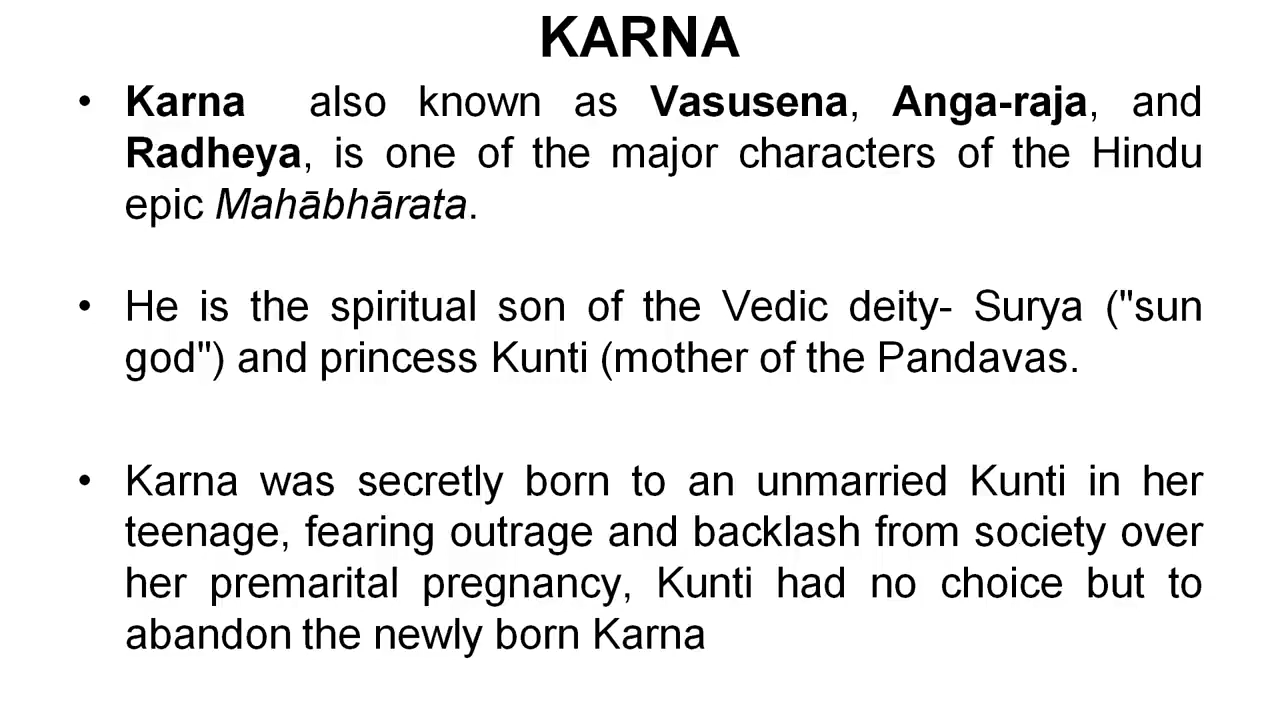 KARNA
• Karna also known as Vasusena, Anga-raja, and
Radheya, is one of the major characters of the Hindu
epic Mahābhārata.
• He is the spiritual son of the Vedic deity- Surya ("sun
god") and princess Kunti (mother of the Pandavas.
• Karna was secretly born to an unmarried Kunti in her
teenage, fearing outrage and backlash from society over
her premarital pregnancy, Kunti had no choice but to
abandon the newly born Karna